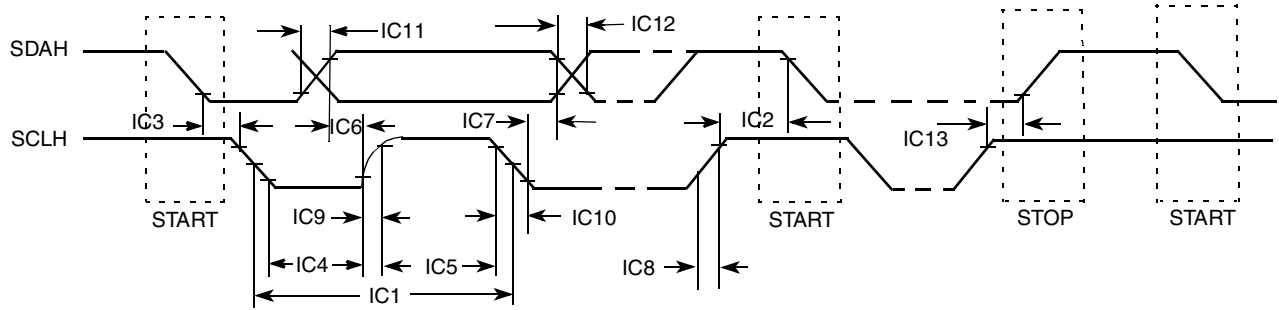 IC11
IC12
SDAH
IC3
IC6
IC7
IC2
IC13
SCLH
START
IC9
IC10
START
STOP
START
IC4
IC5
IC8
IC1